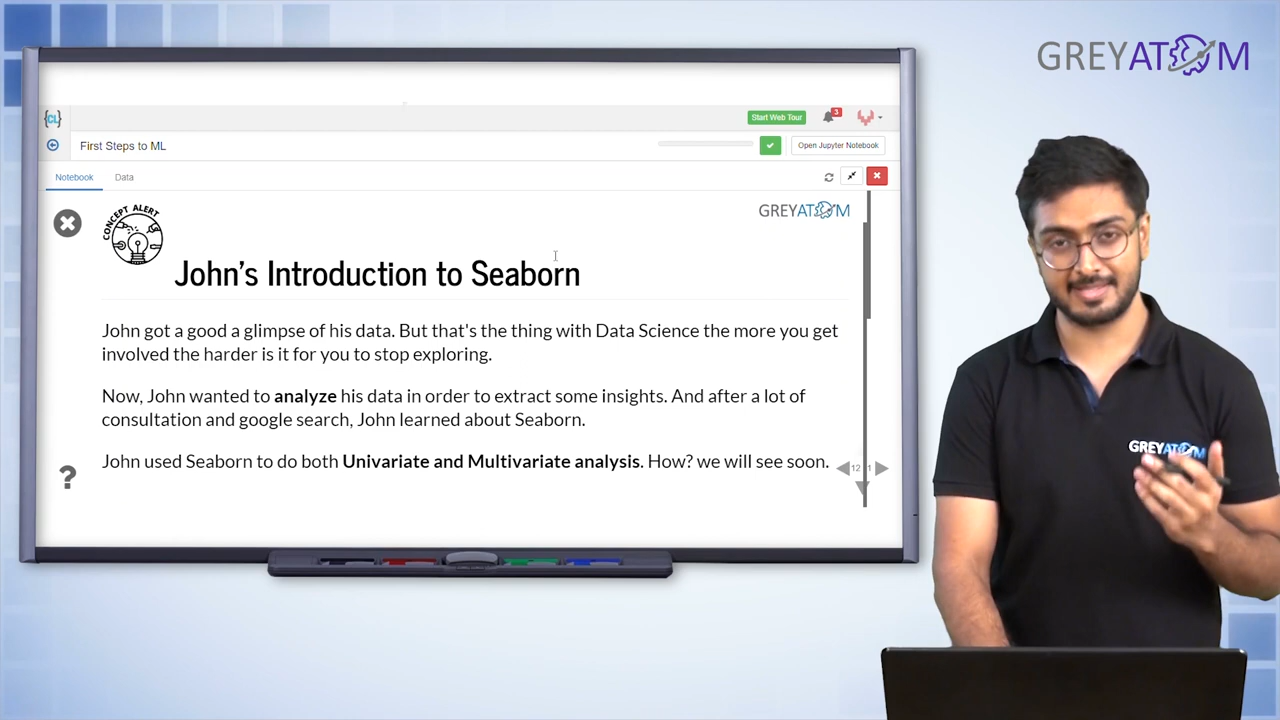 GREYATOM
{CL}
Start Web Tour
3
First Steps to ML
Open Jupyter Notebook
Notebook Data
CONCEPT ALERT
GREYATOM
John's Introduction to Seaborn
John got a good a glimpse of his data. But that's the thing with Data Science the more you get
involved the harder is it for you to stop exploring.
Now, John wanted to analyze his data in order to extract some insights. And after a lot of
consultation and google search, John learned about Seaborn.
John used Seaborn to do both Univariate and Multivariate analysis. How? we will see soon.
12 1
?
GREYATOM